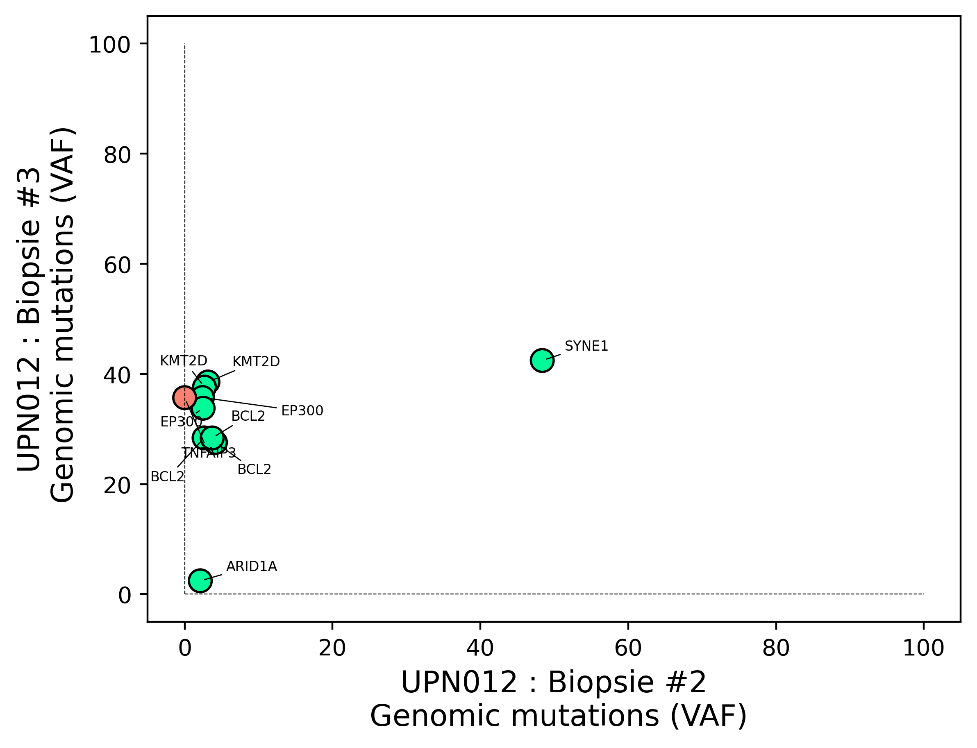 UPN012 : Biopsie #3
Genomic mutations (VAF)
100
80
60
40
20
0
SYNE1
KMT2D
KMT2D
EP300
BCL2
EP300
TNFAIP3
BCL2
BCL2
ARID1A
0
20
40
60
80
100
UPN012 : Biopsie #2
Genomic mutations (VAF)